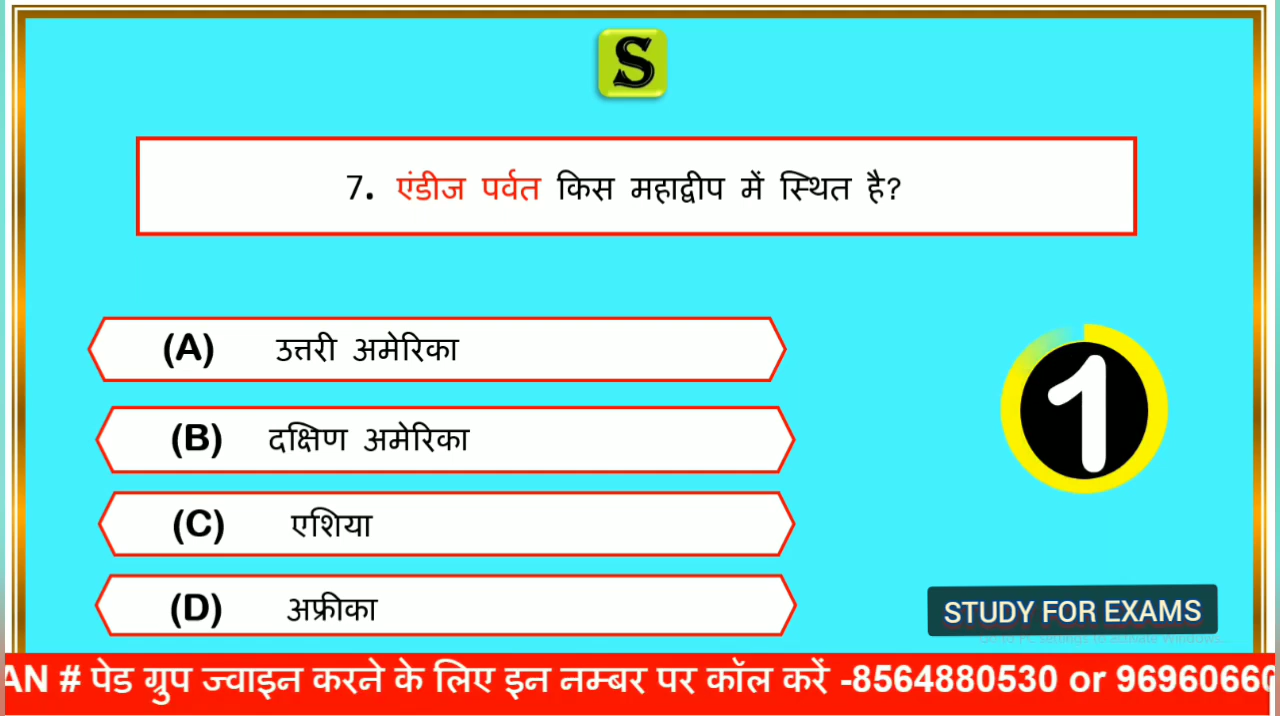 S
7. एंडीज पर्वत किस महाद्वीप में स्थित है?
(A) उत्तरी अमेरिका
(B) दक्षिण अमेरिका
1
(C) एशिया
(D) अफ्रीका
STUDY FOR EXAMS
AN # पेड ग्रुप ज्वाइन करने के लिए इन नम्बर पर कॉल करें -8564880530 or 96960660